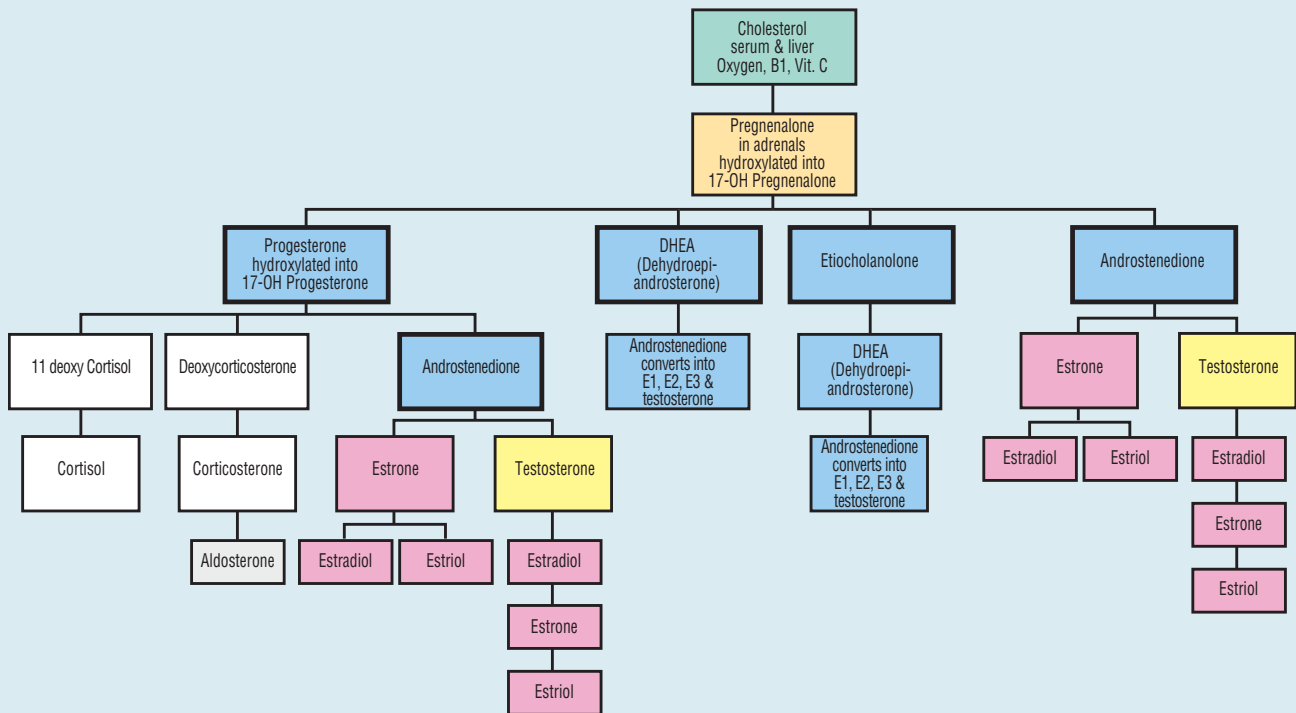 Cholesterol
serum & liver
Oxygen, B1, Vit. C
Pregnenalone
in adrenals
hydroxylated into
17-OH Pregnenalone
Progesterone
hydroxylated into
17-OH Progesterone
DHEA
(Dehydroepi-
androsterone)
Etiocholanolone
Androstenedione
11 deoxy Cortisol
Deoxycorticosterone
Androstenedione
Androstenedione
converts into
E1, E2, E3 &
testosterone
DHEA
(Dehydroepi-
androsterone)
Estrone
Testosterone
Cortisol
Corticosterone
Estrone
Testosterone
Androstenedione
converts into
E1, E2, E3 &
testosterone
Estradiol
Estriol
Estradiol
Aldosterone
Estradiol
Estriol
Estradiol
Estrone
Estriol
Estrone
Estriol